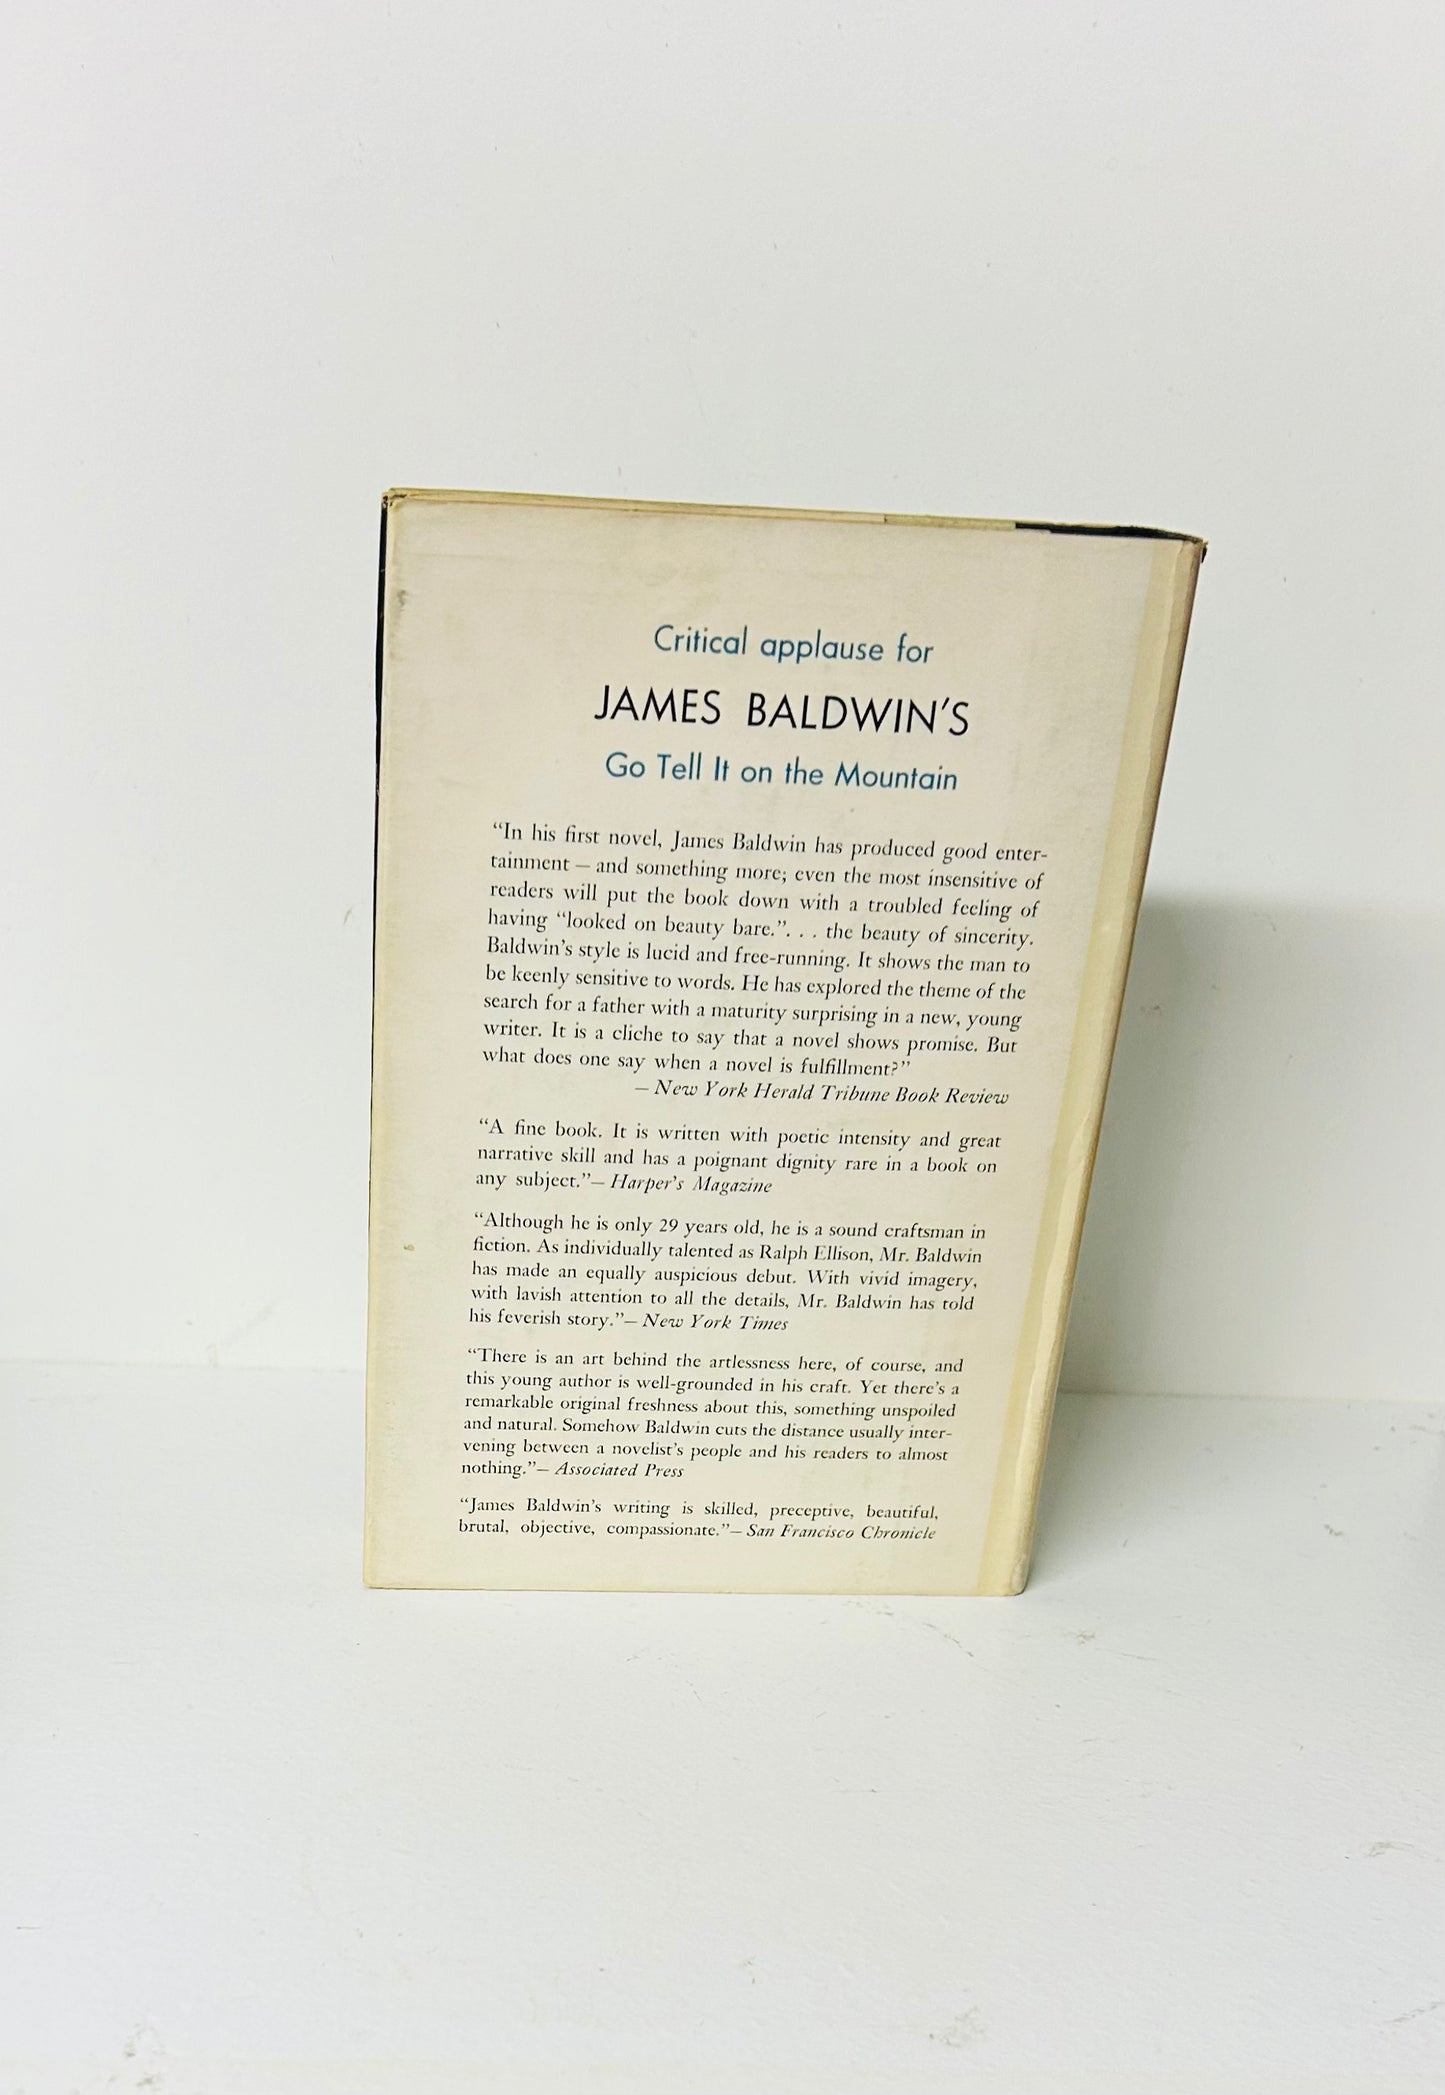 Critical applause for
JAMES BALDWIN'S
Go Tell It on the Mountain
“In his first novel, James Baldwin has produced good enter-
tainment — and something more; even the most insensitive of
readers will put the book down with a troubled feeling of
having “looked on beauty bare.”. . . the beauty of sincerity.
Baldwin's style is lucid and free-running. It shows the man to
be keenly sensitive to words. He has explored the theme of the
search for a father with a maturity surprising in a new, young
writer. It is a cliche to say that a novel shows promise. But
what does one say when a novel is fulfillment?”
— New York Herald Tribune Book Review
“A fine book. It is written with poetic intensity and great
narrative skill and has a poignant dignity rare in a book on
any subject.”— Harper's Magazine
“Although he is only 29 years old, he is a sound craftsman in
fiction. As individually talented as Ralph Ellison, Mr. Baldwin
has made an equally auspicious debut. With vivid imagery,
with lavish attention to all the details, Mr. Baldwin has told
his feverish story.”— New York Times
“There is an art behind the artlessness here, of course, and
this young author is well-grounded in his craft. Yet there's a
remarkable original freshness about this, something unspoiled
and natural. Somehow Baldwin cuts the distance usually inter-
vening between a novelist's people and his readers to almost
nothing.”— Associated Press
“James Baldwin's writing is skilled, preceptive, beautiful,
brutal, objective, compassionate.”— San Francisco Chronicle